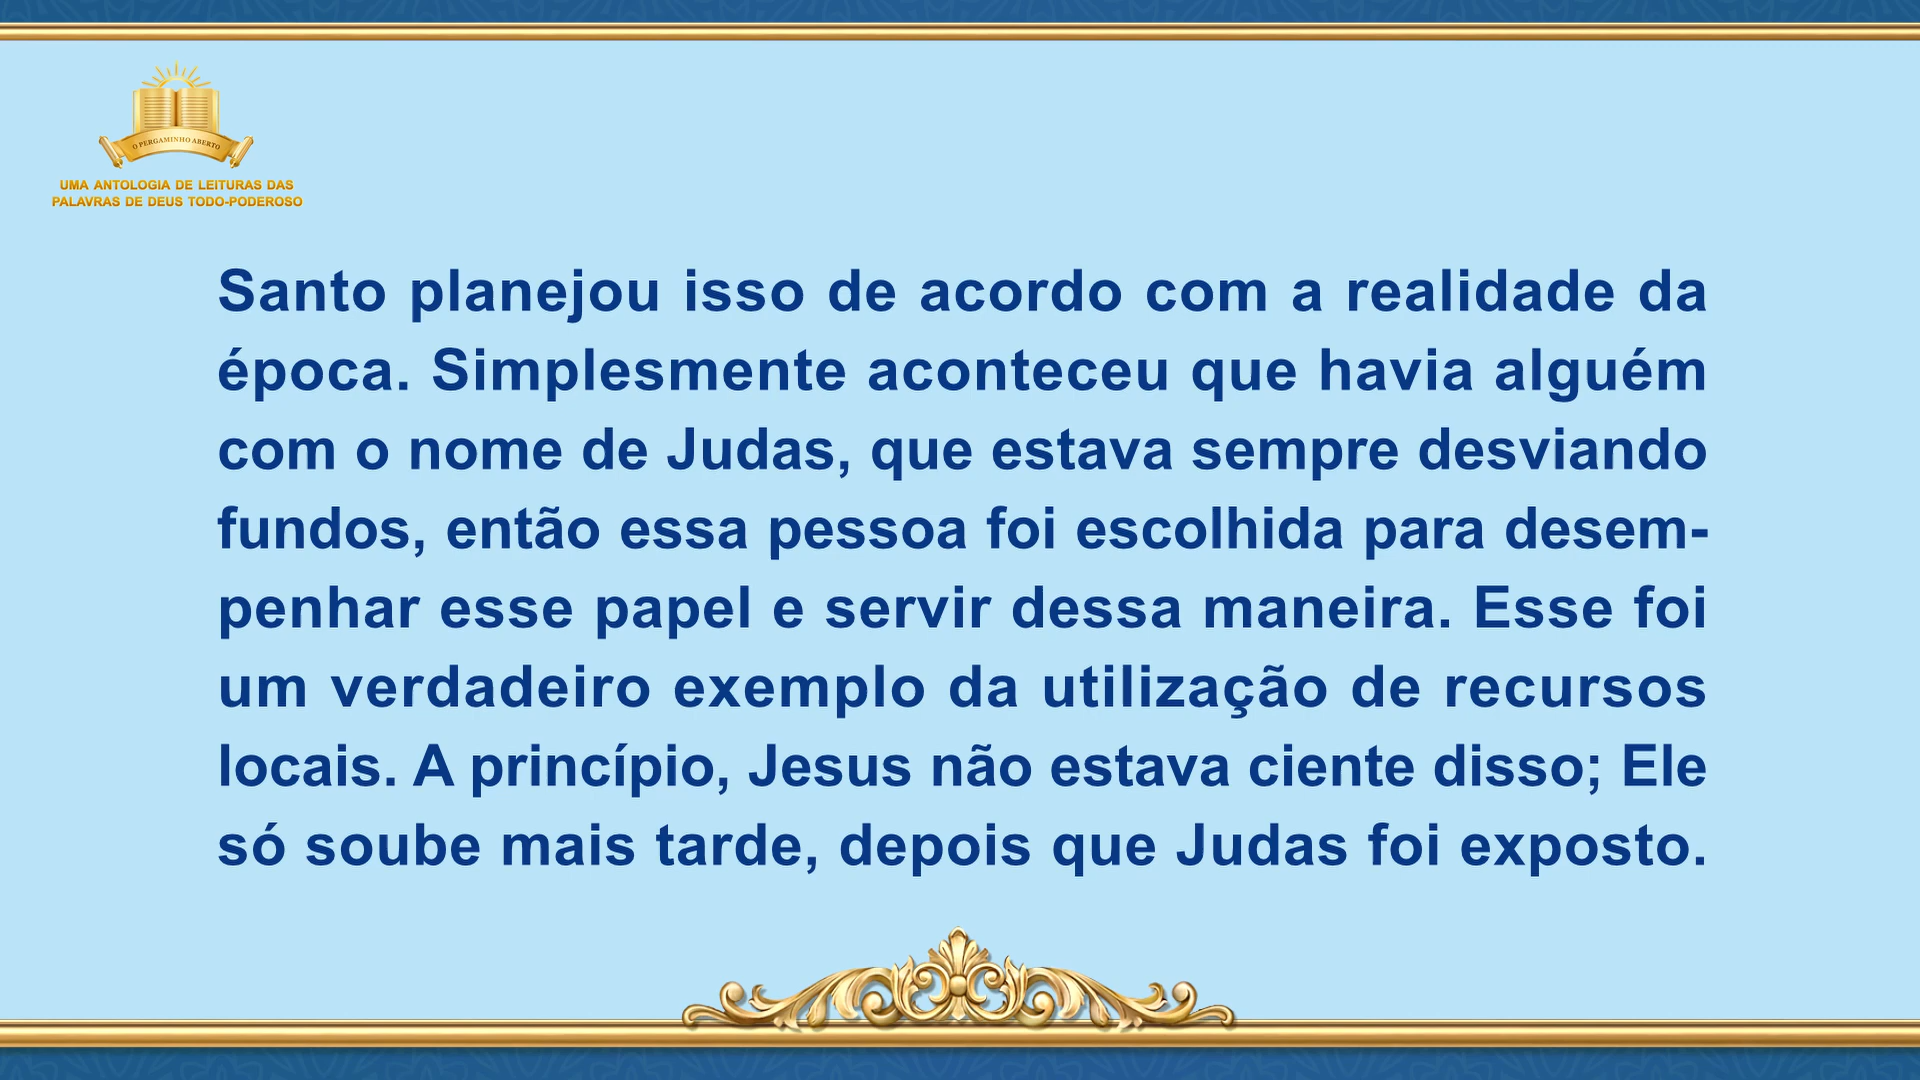 O PERGAMINHO ABERTO
UMA ANTOLOGIA DE LEITURAS DAS
PALAVRAS DE DEUS TODO-PODEROSO
Santo planejou isso de acordo com a realidade da
época. Simplesmente aconteceu que havia alguém
com o nome de Judas, que estava sempre desviando
fundos, então essa pessoa foi escolhida para desem-
penhar esse papel e servir dessa maneira. Esse foi
um verdadeiro exemplo da utilização de recursos
locais. A princípio, Jesus não estava ciente disso; Ele
só soube mais tarde, depois que Judas foi exposto.